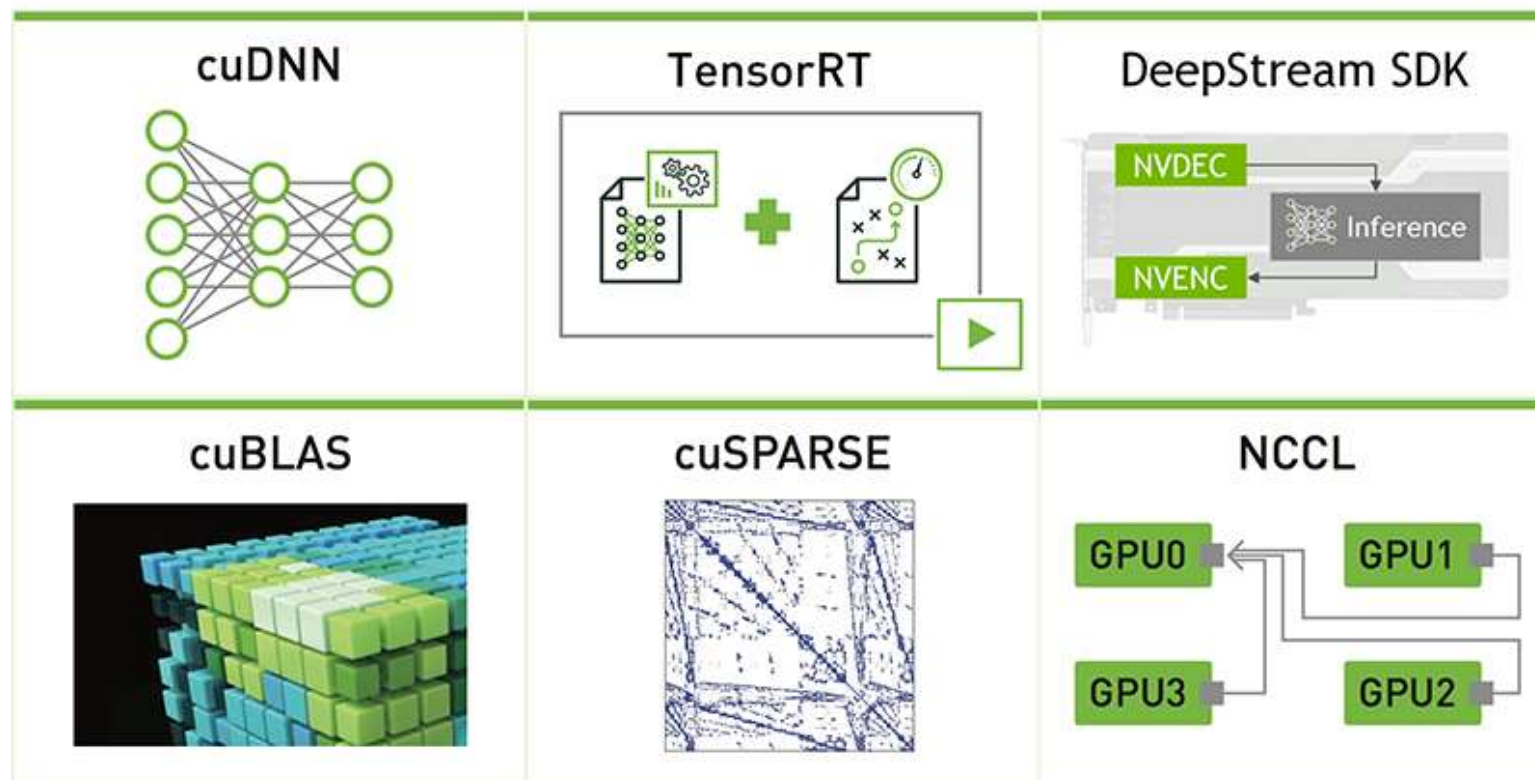 cuDNN
TensorRT
DeepStream SDK
NVDEC
Inference
NVENC
cuBLAS
cuSPARSE
NCCL
GPU0
GPU1
GPU3
GPU2